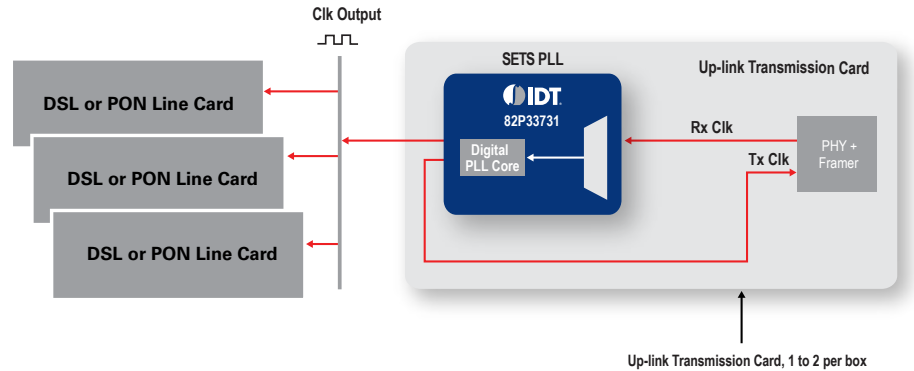 Clk Output
SETS PLL
Up-link Transmission Card
IDT
82P33731
DSL or PON Line Card
Rx Clk
Digital
PLL Core
PHY +
Framer
Tx Clk
DSL or PON Line Card
DSL or PON Line Card
Up-link Transmission Card, 1 to 2 per box